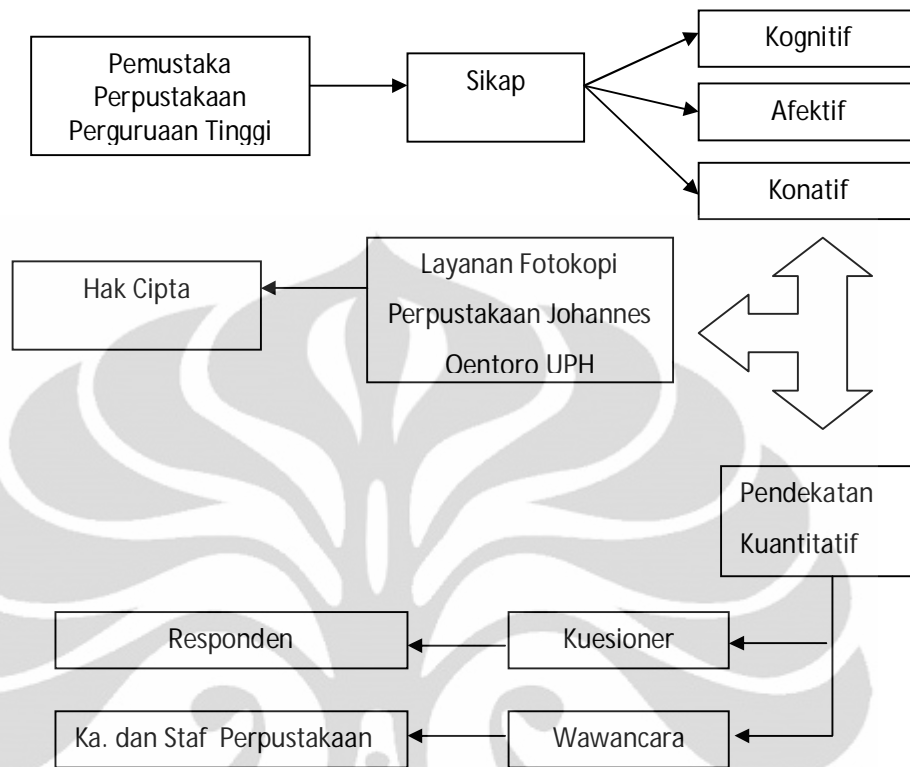 Pemustaka
Perpustakaan
Perguruaan Tinggi
Sikap
Kognitif
Afektif
Konatif
Hak Cipta
Layanan Fotokopi
Perpustakaan Johannes
Oentoro UPH
Pendekatan
Kuantitatif
Responden
Kuesioner
Ka. dan Staf Perpustakaan
Wawancara